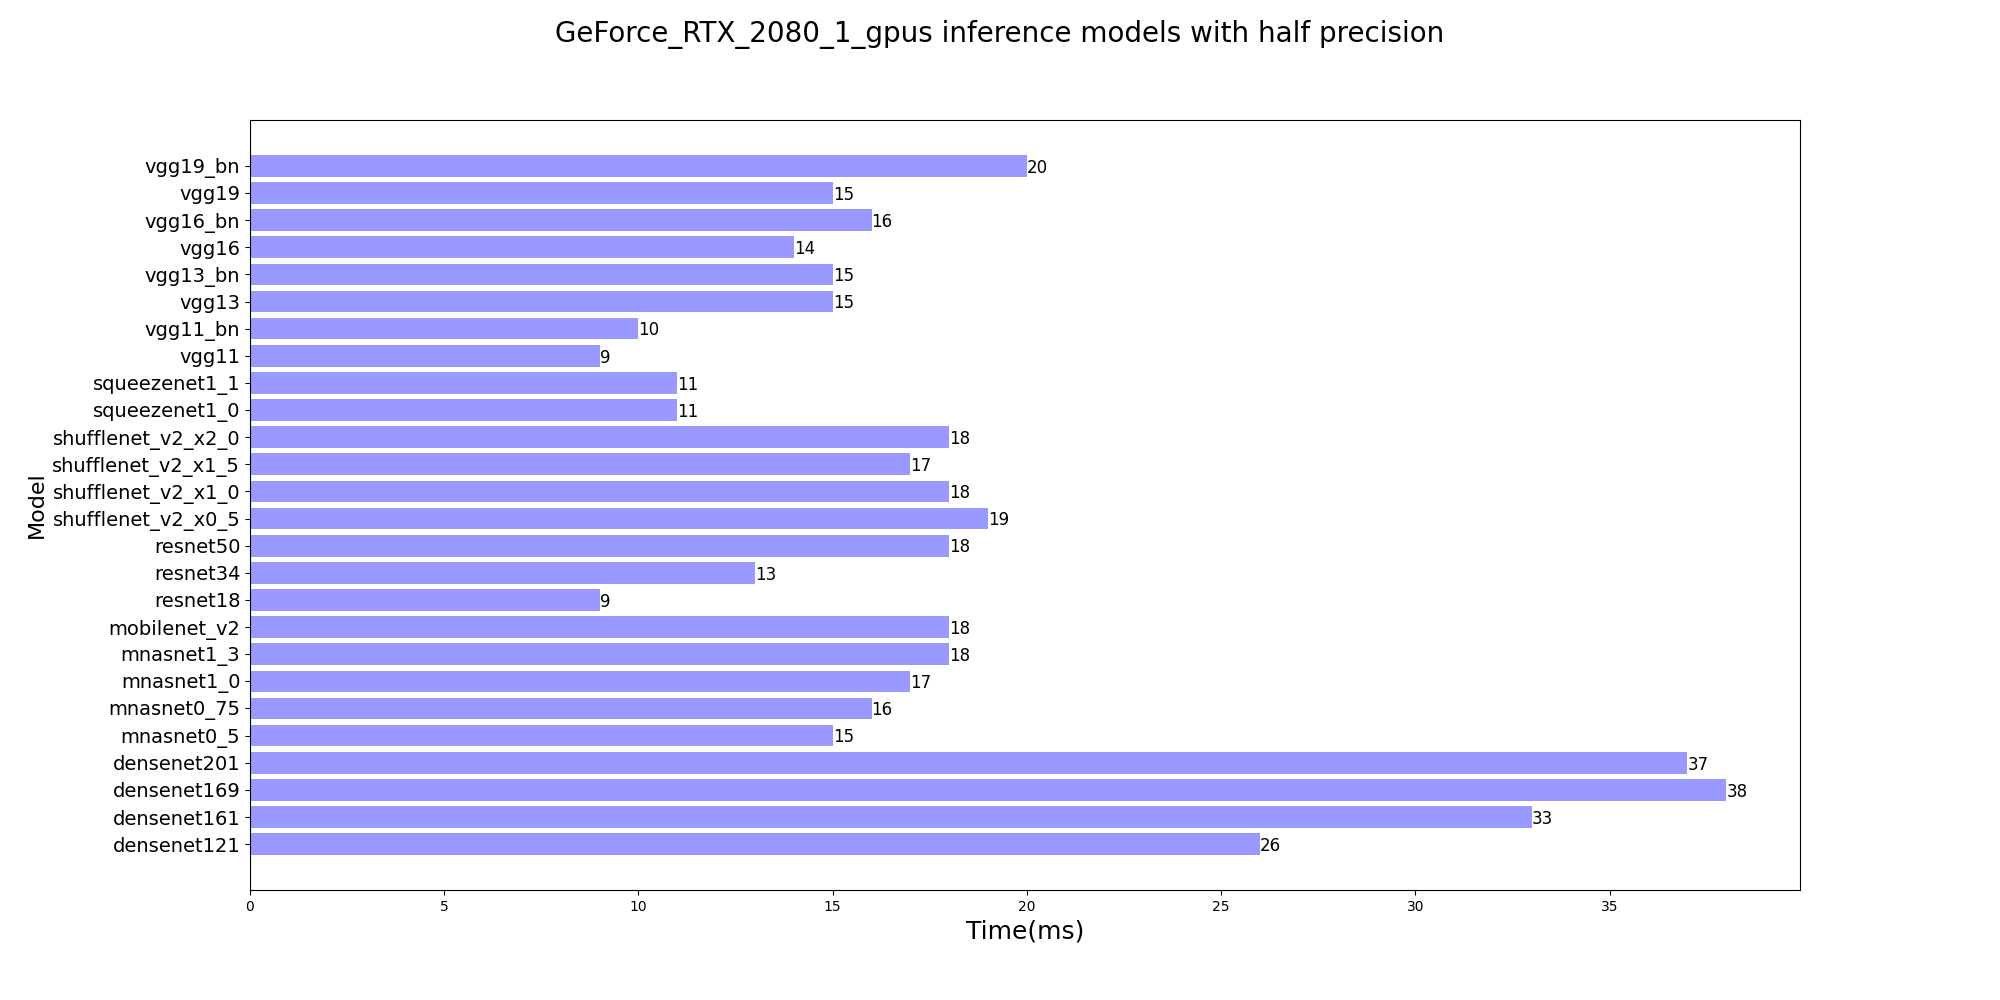 GeForce_RTX_2080_1_gpus inference models with half precision
Model
vgg19_bn 20
vgg19 15
vgg16_bn 16
vgg16 14
vgg13_bn 15
vgg13 15
vgg11_bn 10
vgg11 9
squeezenet1_1 11
squeezenet1_0 11
shufflenet_v2_x2_0 18
shufflenet_v2_x1_5 17
shufflenet_v2_x1_0 18
shufflenet_v2_x0_5 19
resnet50 18
resnet34 13
resnet18 9
mobilenet_v2 18
mnasnet1_3 18
mnasnet1_0 17
mnasnet0_75 16
mnasnet0_5 15
densenet201 37
densenet169 38
densenet161 33
densenet121 26
0 5 10 15 20 25 30 35
Time(ms)